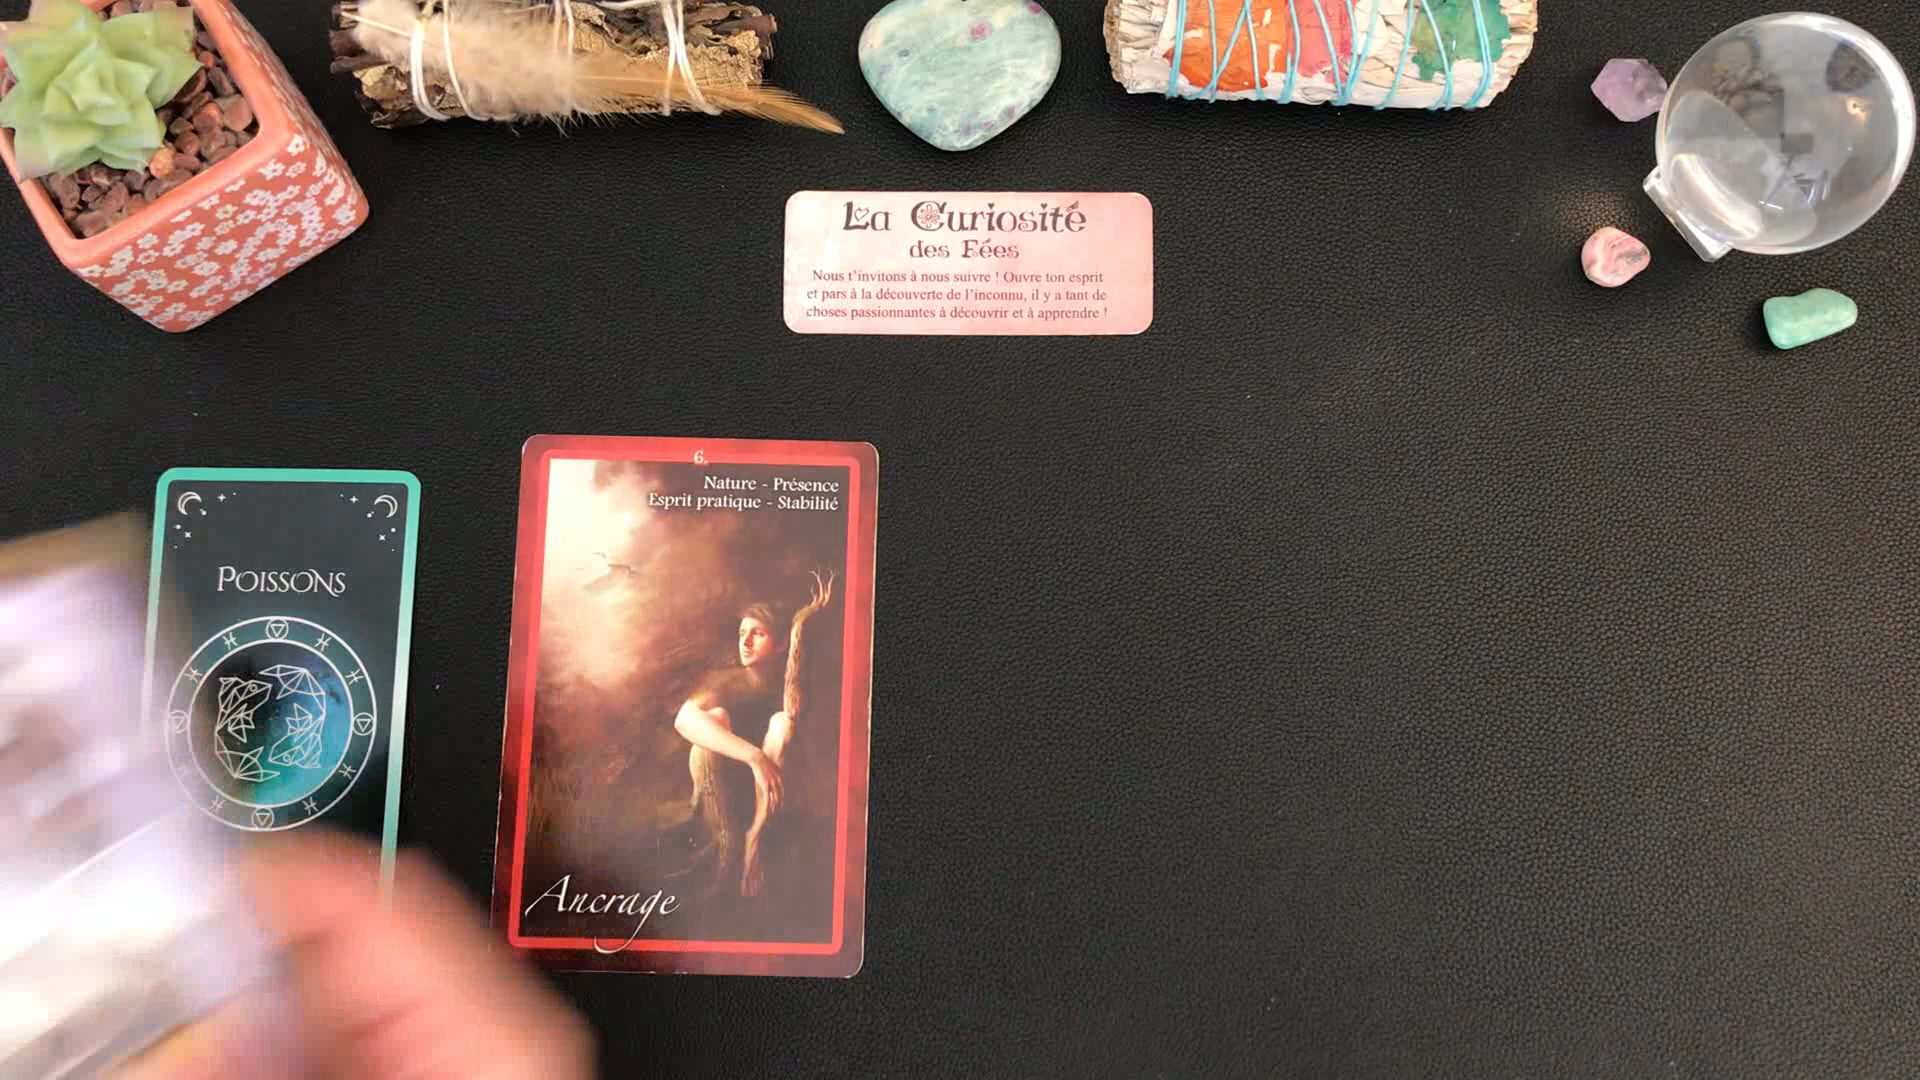 La Curiosité
des Fées
Nous t'invitons à nous suivre ! Ouvre ton esprit
et pars à la découverte de l'inconnu, il y a tant de
choses passionnantes à découvrir et à apprendre !
POISSONS
6.
Nature - Présence
Esprit pratique - Stabilité
Ancrage